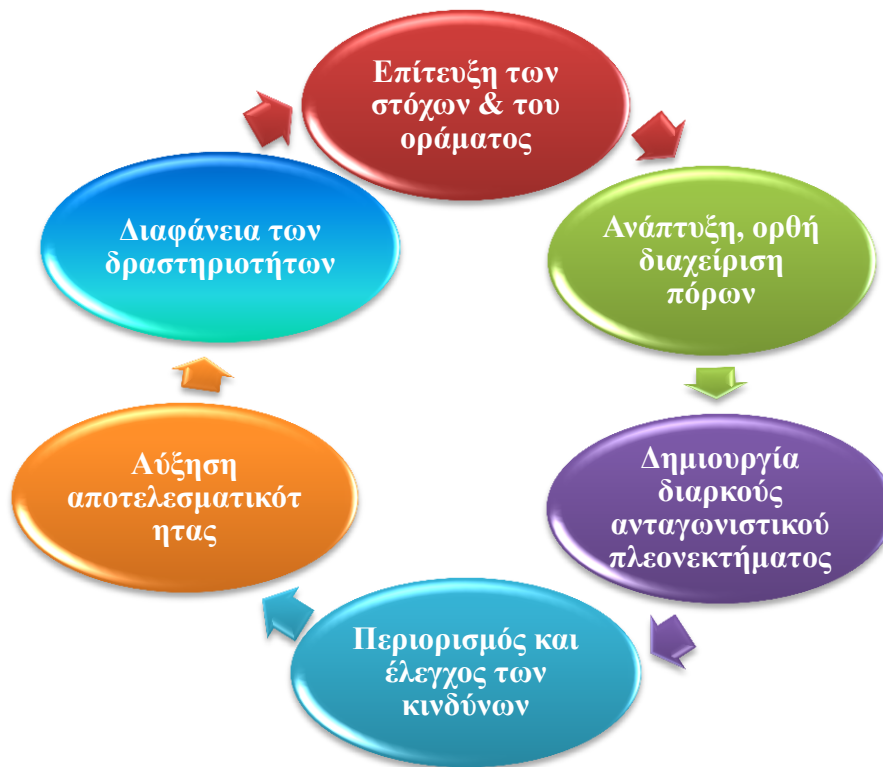 Επίτευξη των
στόχων & του
οράματος
Ανάπτυξη, ορθή
διαχείριση
πόρων
Δημιουργία
διαρκούς
ανταγωνιστικού
πλεονεκτήματος
Περιορισμός και
έλεγχος των
κινδύνων
Αύξηση
αποτελεσματικότ
ητας
Διαφάνεια των
δραστηριοτήτων